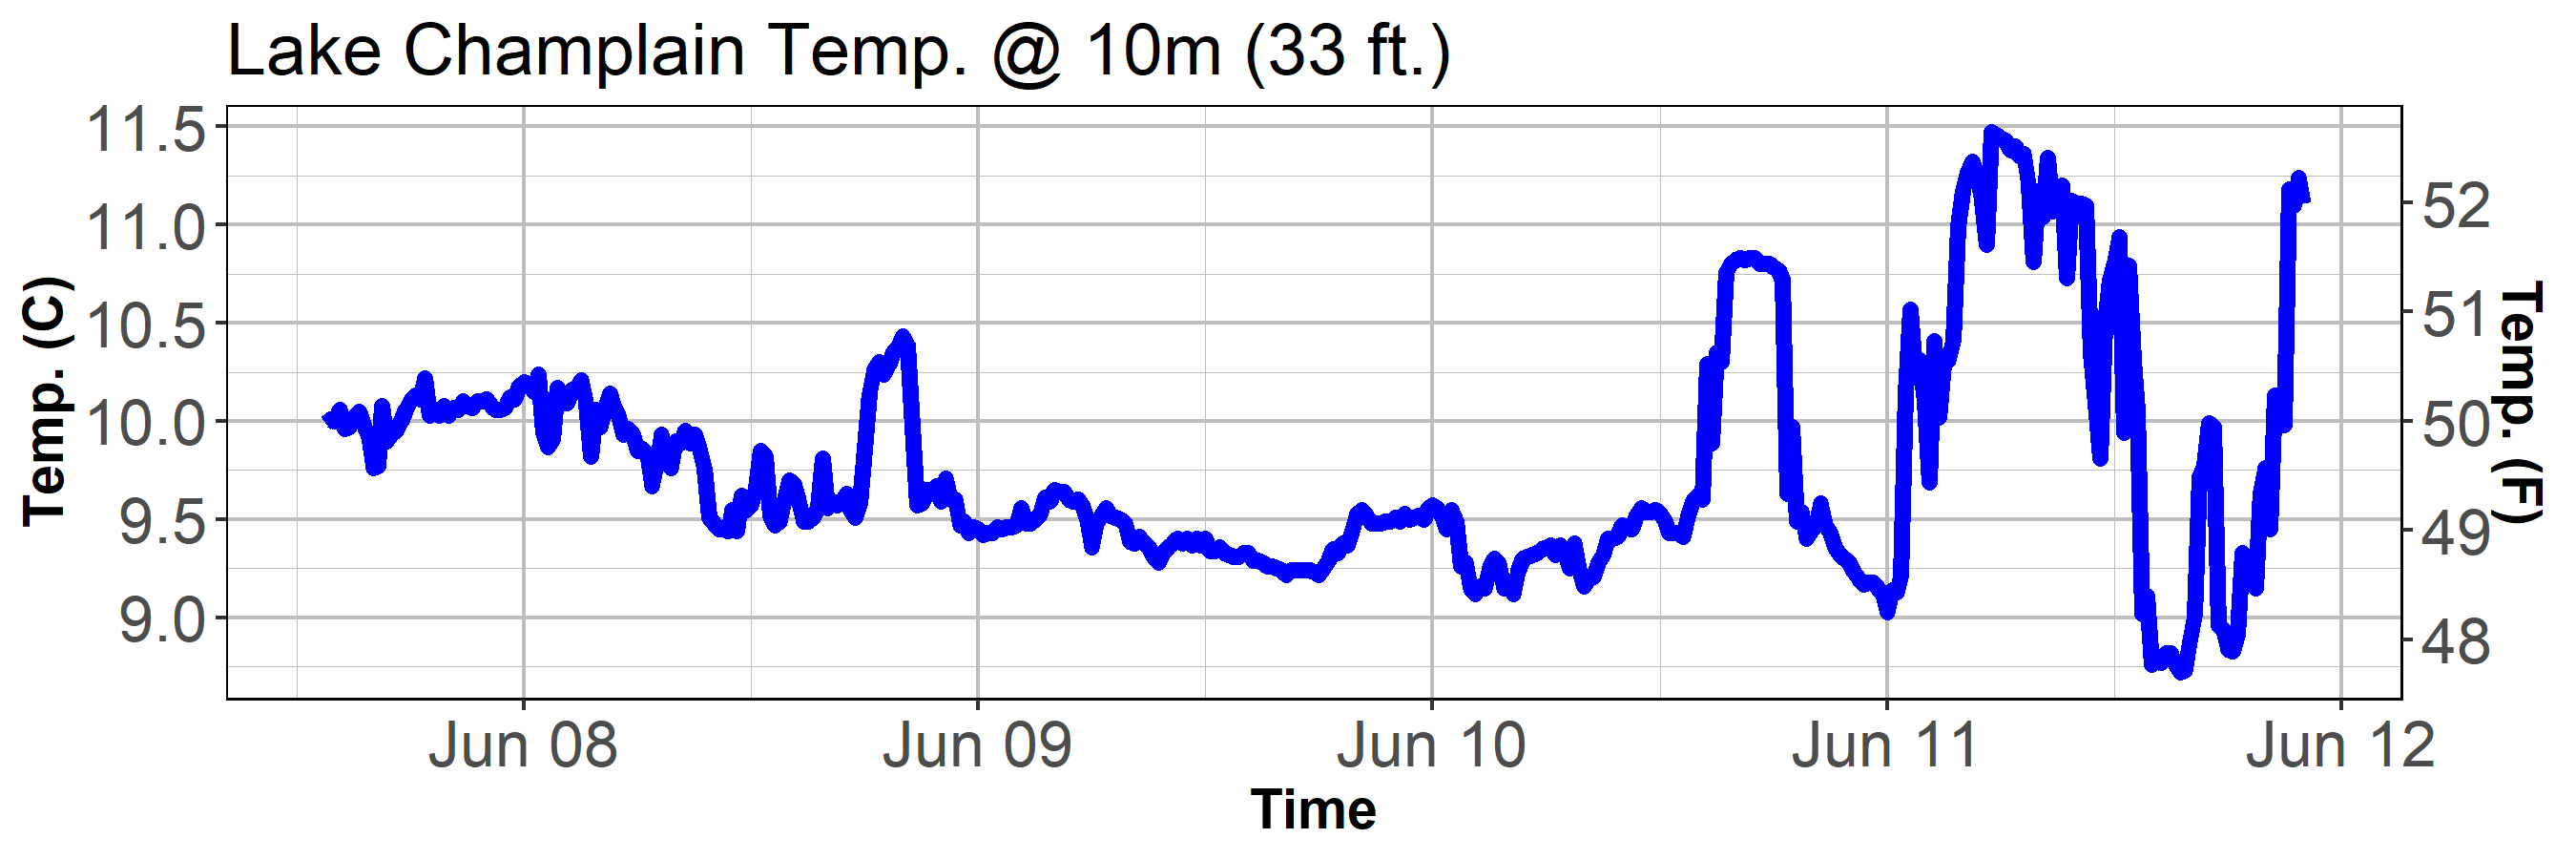 Lake Champlain Temp. @ 10m (33 ft.)
Temp. (C)
11.5
11.0
10.5
10.0
9.5
9.0
52
51
50
49
48
Temp. (F)
Jun 08
Jun 09
Jun 10
Jun 11
Jun 12
Time